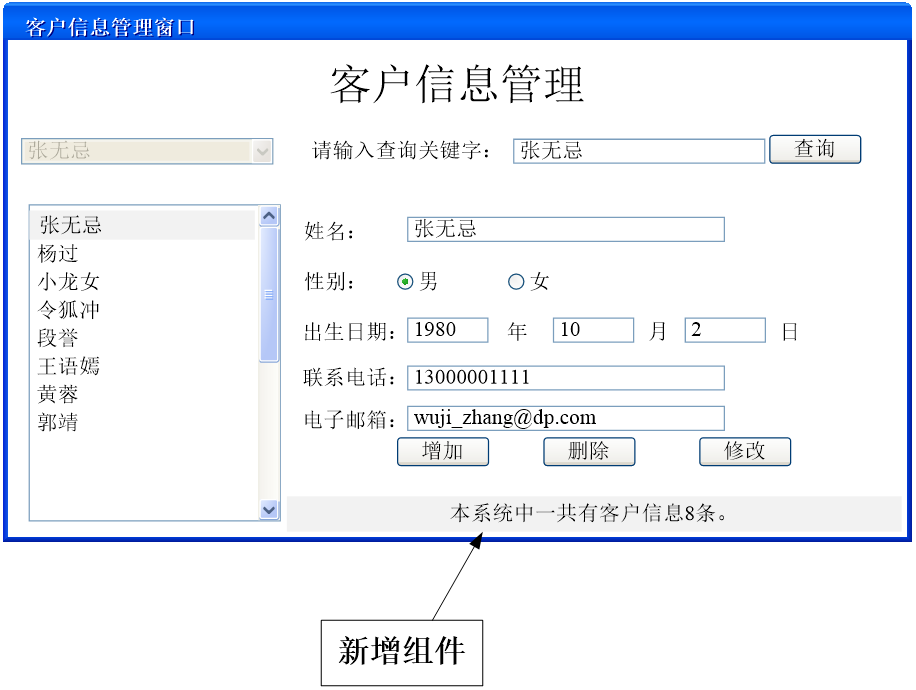 客户信息管理窗口
客户信息管理
张无忌
请输入查询关键字： 张无忌 查询
张无忌
杨过
小龙女
令狐冲
段誉
王语嫣
黄蓉
郭靖
姓名： 张无忌
性别： 男 女
出生日期： 1980 年 10 月 2 日
联系电话： 13000001111
电子邮箱： wuji_zhang@dp.com
增加 删除 修改
本系统中一共有客户信息8条。
新增组件